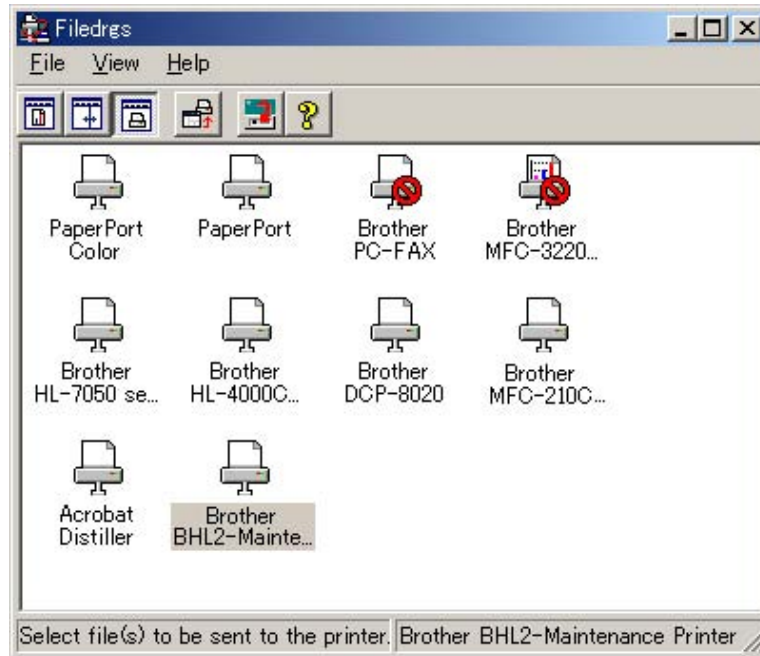 Filedrgs
File View Help
PaperPort
Color
PaperPort
Brother
PC-FAX
Brother
MFC-3220...
Brother
HL-7050 se...
Brother
HL-4000C...
Brother
DCP-8020
Brother
MFC-210C...
Acrobat
Distiller
Brother
BHL2-Mainte...
Select file(s) to be sent to the printer. Brother BHL2-Maintenance Printer